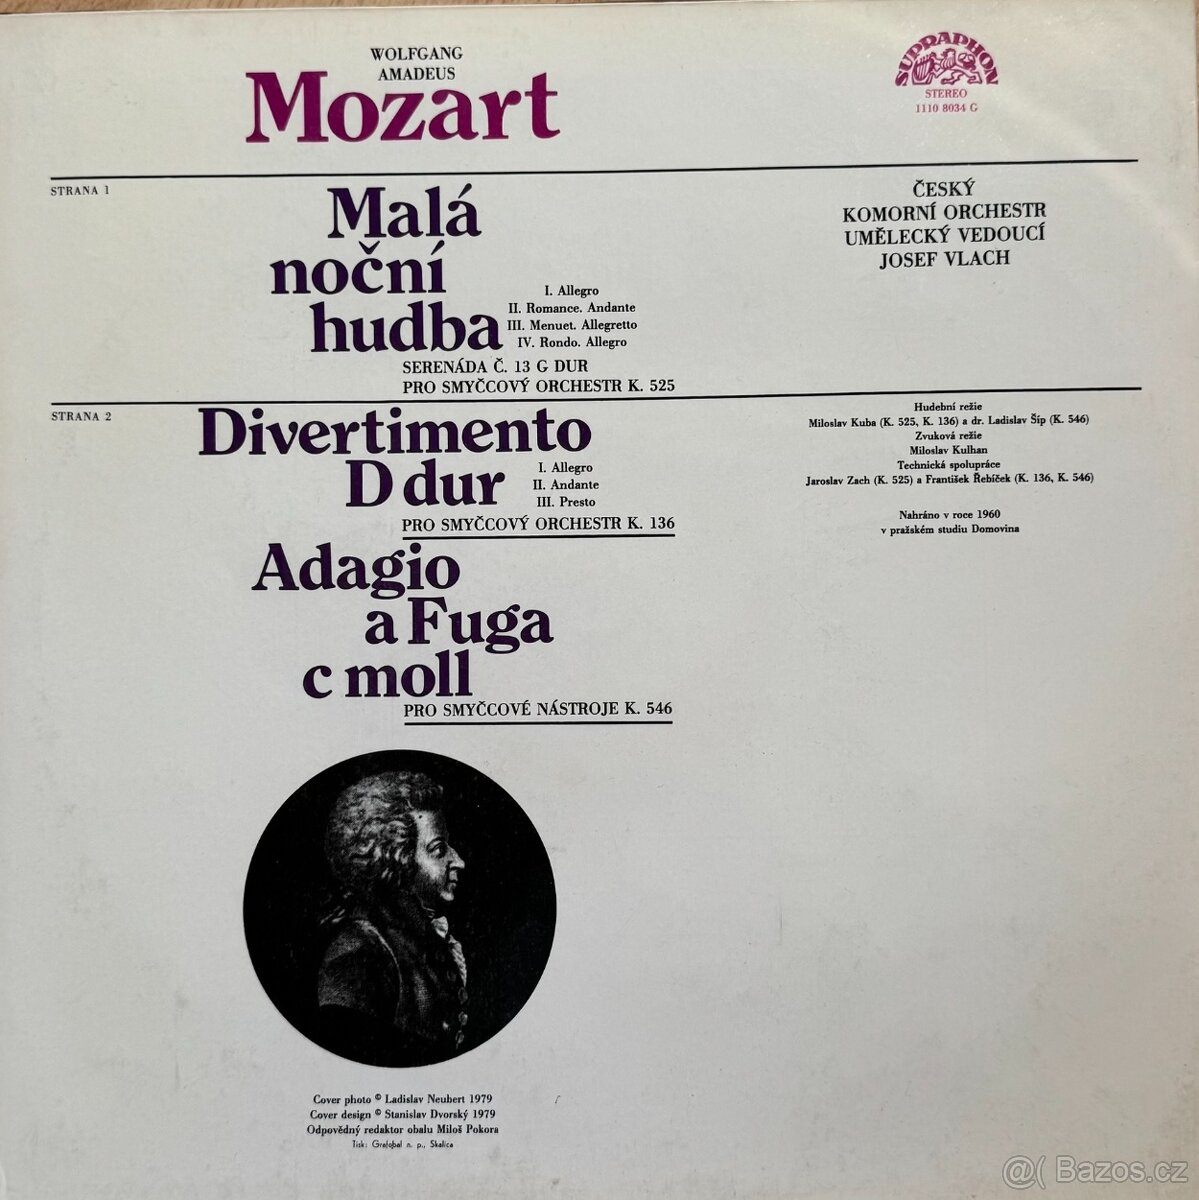 WOLFGANG
AMADEUS
Mozart
SUPRAPHON
STEREO
1110 8034 G
STRANA 1
Malá
noční
hudba
I. Allegro
II. Romance. Andante
III. Menuet. Allegretto
IV. Rondo. Allegro
SERENÁDA Č. 13 G DUR
PRO SMYČCOVÝ ORCHESTR K. 525
ČESKÝ
KOMORNÍ ORCHESTR
UMĚLECKÝ VEDOUCÍ
JOSEF VLACH
STRANA 2
Divertimento
D dur
I. Allegro
II. Andante
III. Presto
PRO SMYČCOVÝ ORCHESTR K. 136
Adagio
a Fuga
c moll
PRO SMYČCOVÉ NÁSTROJE K. 546
Hudební režie
Miloslav Kuba (K. 525, K. 136) a dr. Ladislav Šíp (K. 546)
Zvuková režie
Miloslav Kulhan
Technická spolupráce
Jaroslav Zach (K. 525) a František Řebíček (K. 136, K. 546)
Nahráno v roce 1960
v pražském studiu Domovina
Cover photo © Ladislav Neubert 1979
Cover design © Stanislav Dvorský 1979
Odpovědný redaktor obalu Miloš Pokora
Tisk: Grafobal n. p., Skalica
@( Bazos.cz